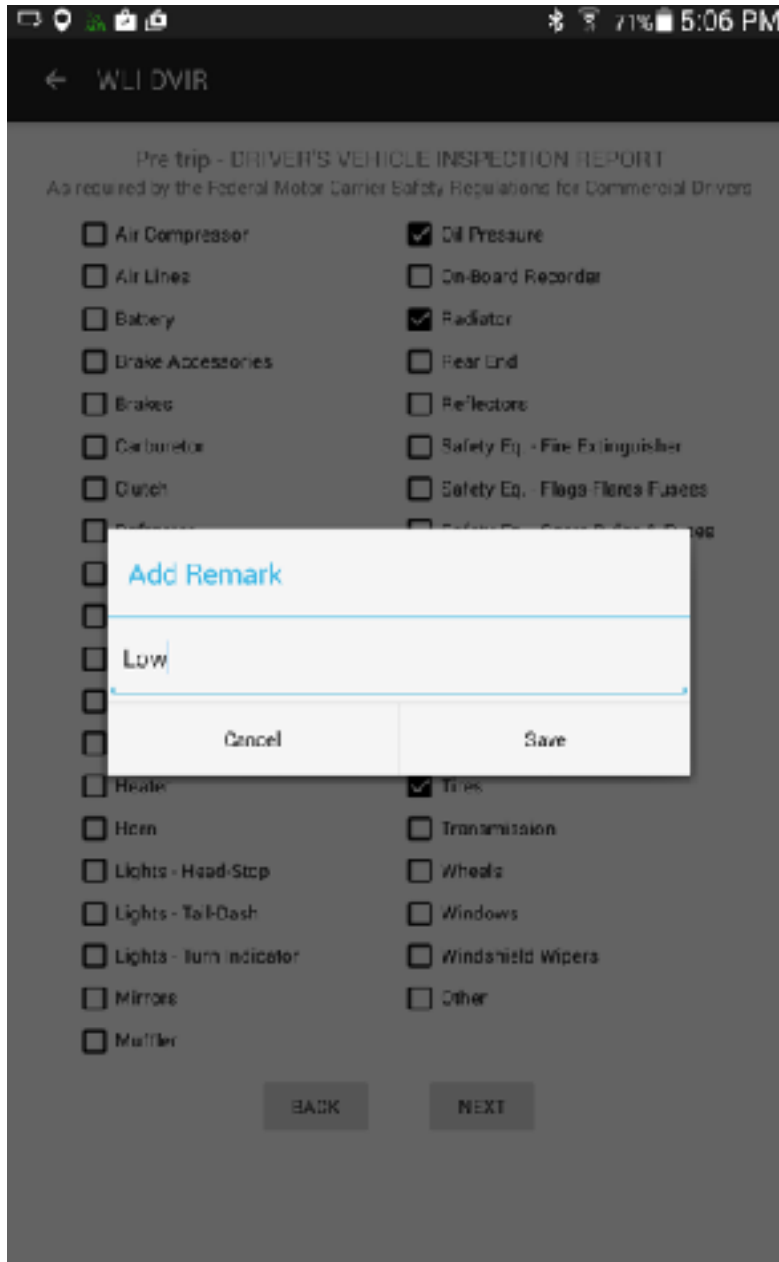 71% 5:06 PM
WLI DVIR
Pre trip - DRIVER'S VEHICLE INSPECTION REPORT
As required by the Federal Motor Carrier Safety Regulations for Commercial Drivers
Air Compressor
Air Lines
Battery
Brake Accessories
Brakes
Carburetor
Clutch
Oil Pressure
On-Board Recorder
Radiator
Rear End
Reflectors
Safety Eq. - Fire Extinguisher
Safety Eq. - Flags Flares Fusees
Add Remark
Low
Cancel
Save
Heater
Horn
Lights - Head-Stop
Lights - Tail-Dash
Lights - Turn Indicator
Mirrors
Muffler
Tires
Transmission
Wheels
Windows
Windshield Wipers
Other
BACK
NEXT